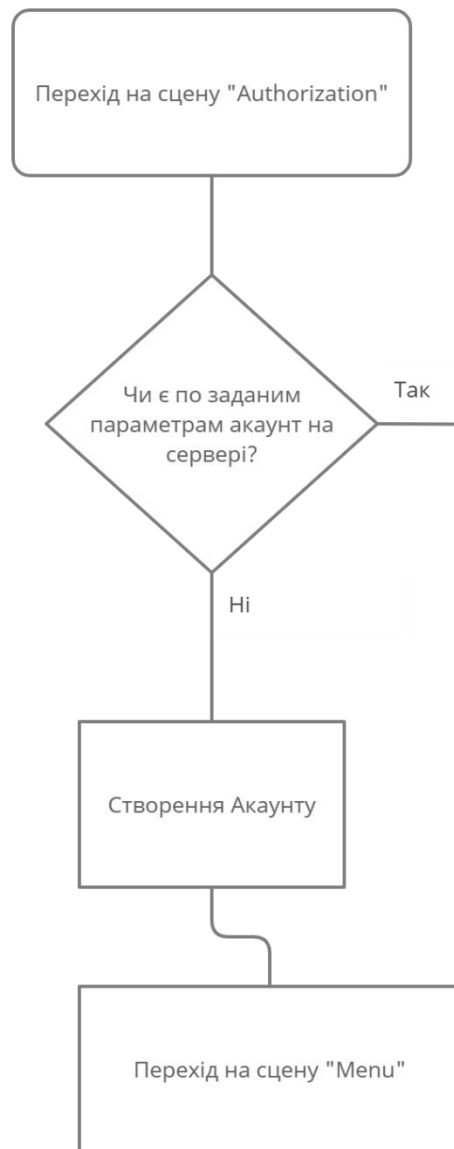 Перехід на сцену "Authorization"
Чи є по заданим
параметрам акаунт на
сервері?
Так
Ні
Створення Акаунту
Перехід на сцену "Menu"